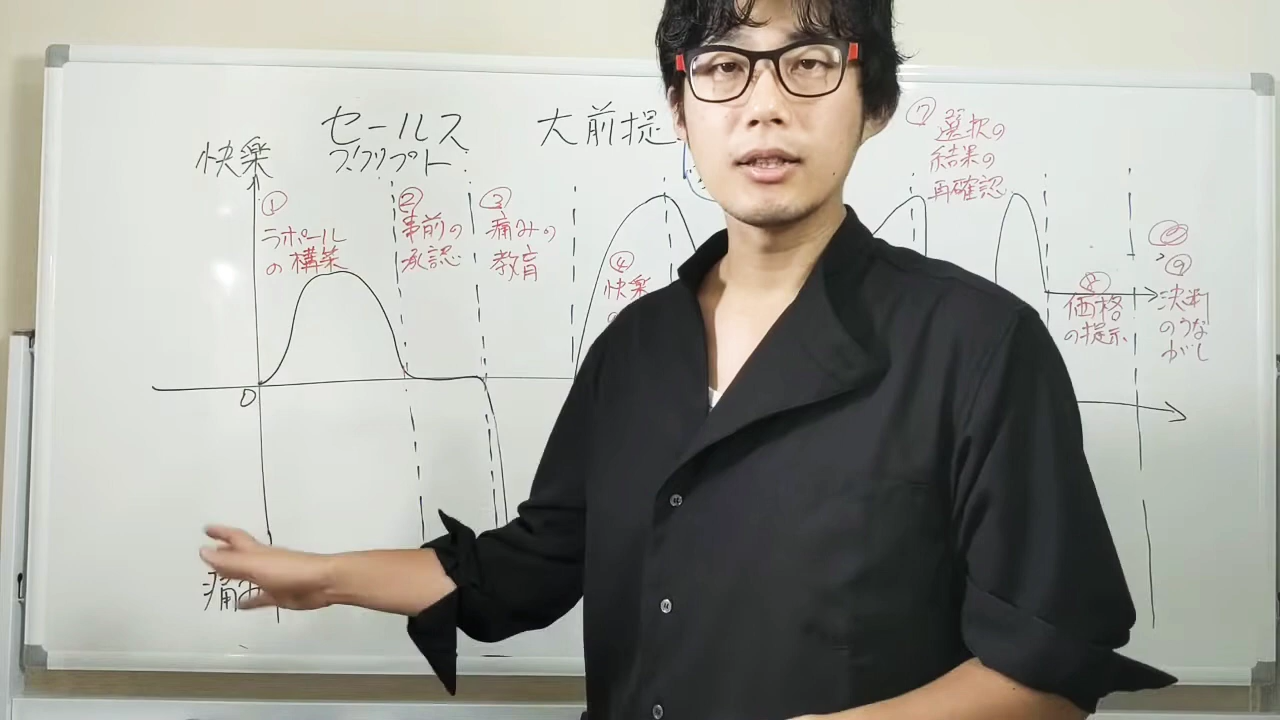 セールス
スクリプト
大前提
快楽
①
ラポール
の構築
②
事前の
承認
③
痛みの
教育
④
快楽
⑦
選択の
結果の
再確認
⑧
価格
の提示
⑨
決断
のうな
がし
0
痛み